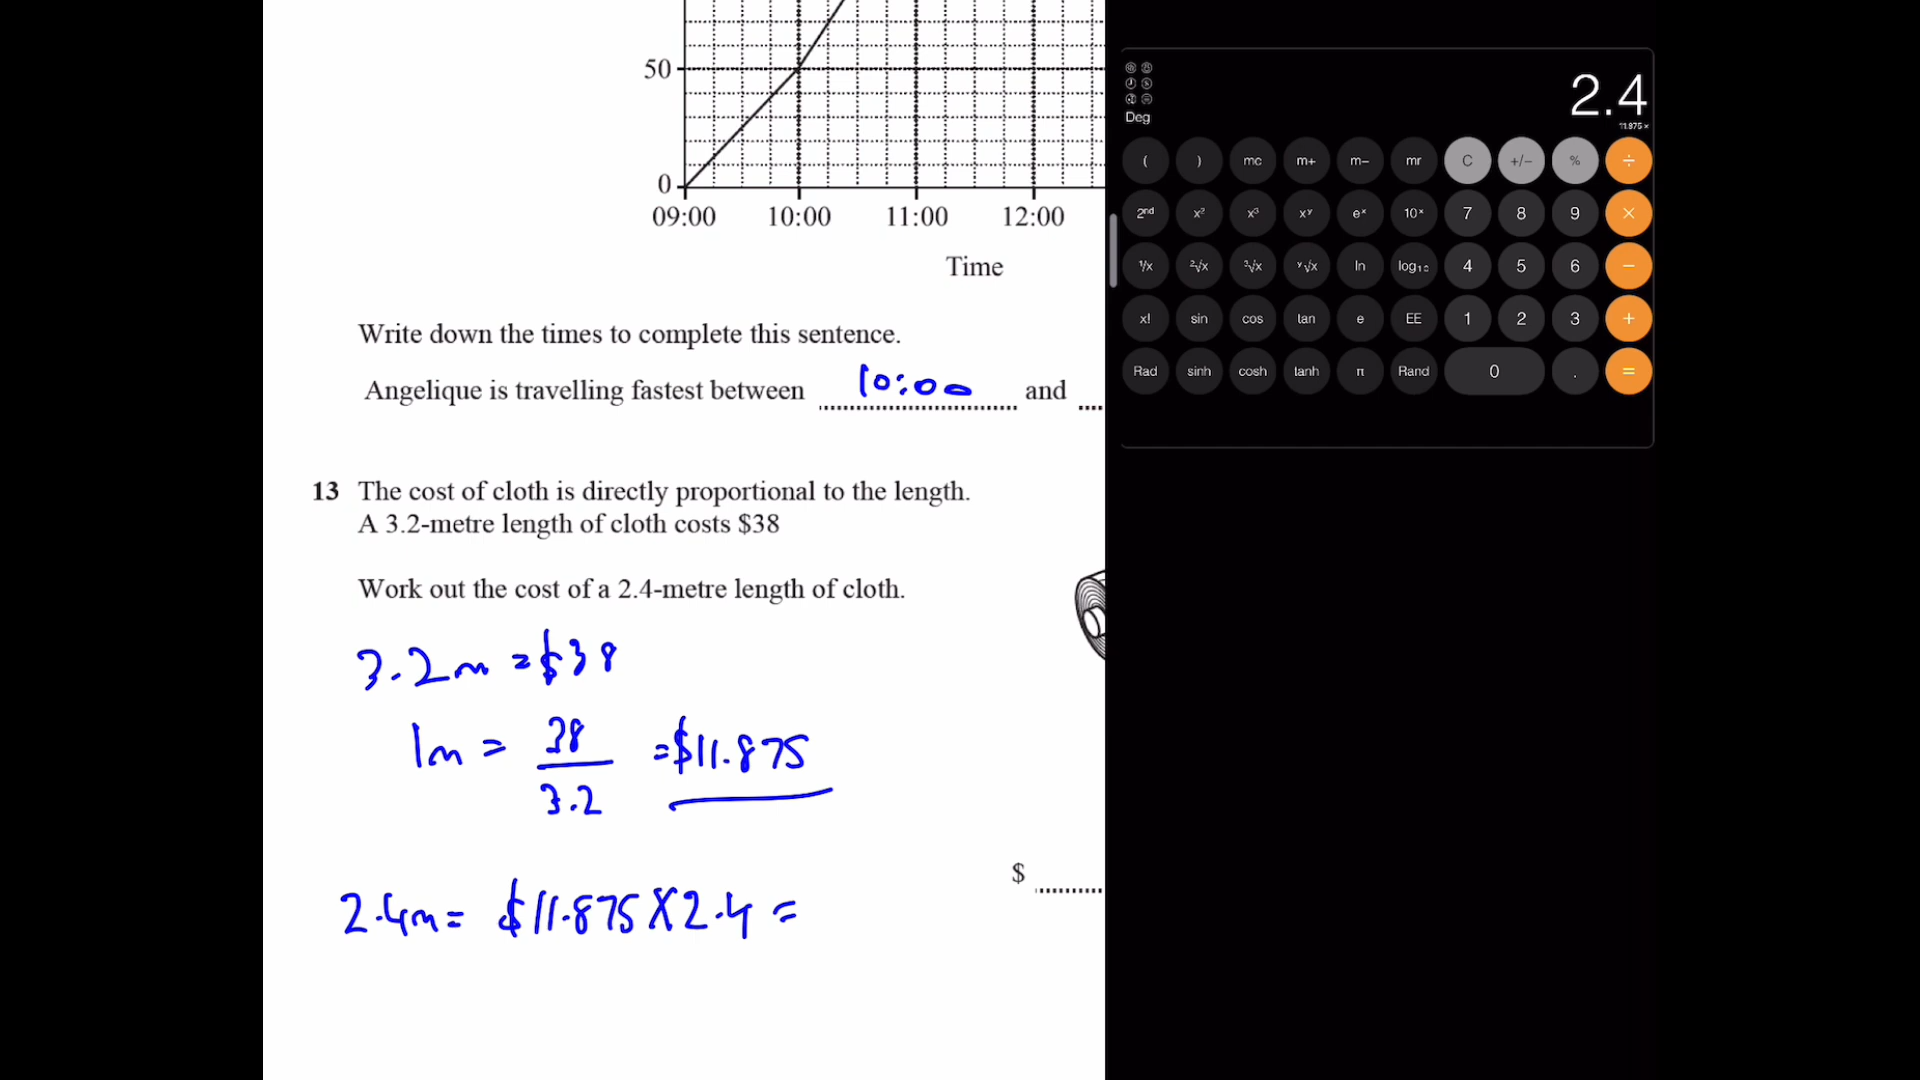 50
0
09:00 10:00 11:00 12:00
Time
Write down the times to complete this sentence.
Angelique is travelling fastest between 10:00 and
13 The cost of cloth is directly proportional to the length.
A 3.2-metre length of cloth costs $38
Work out the cost of a 2.4-metre length of cloth.
3.2m = $38
1m = 38 = $11.875
3.2
$
2.4m = $11.875 X 2.4 =
2.4
11.875 ×
Deg
( ) mc m+ m− mr C +/− % ÷
2nd x² x³ xʸ eˣ 10ˣ 7 8 9 ×
¹/x ²√x ³√x ʸ√x ln log₁₀ 4 5 6 −
x! sin cos tan e EE 1 2 3 +
Rad sinh cosh tanh π Rand 0 . =